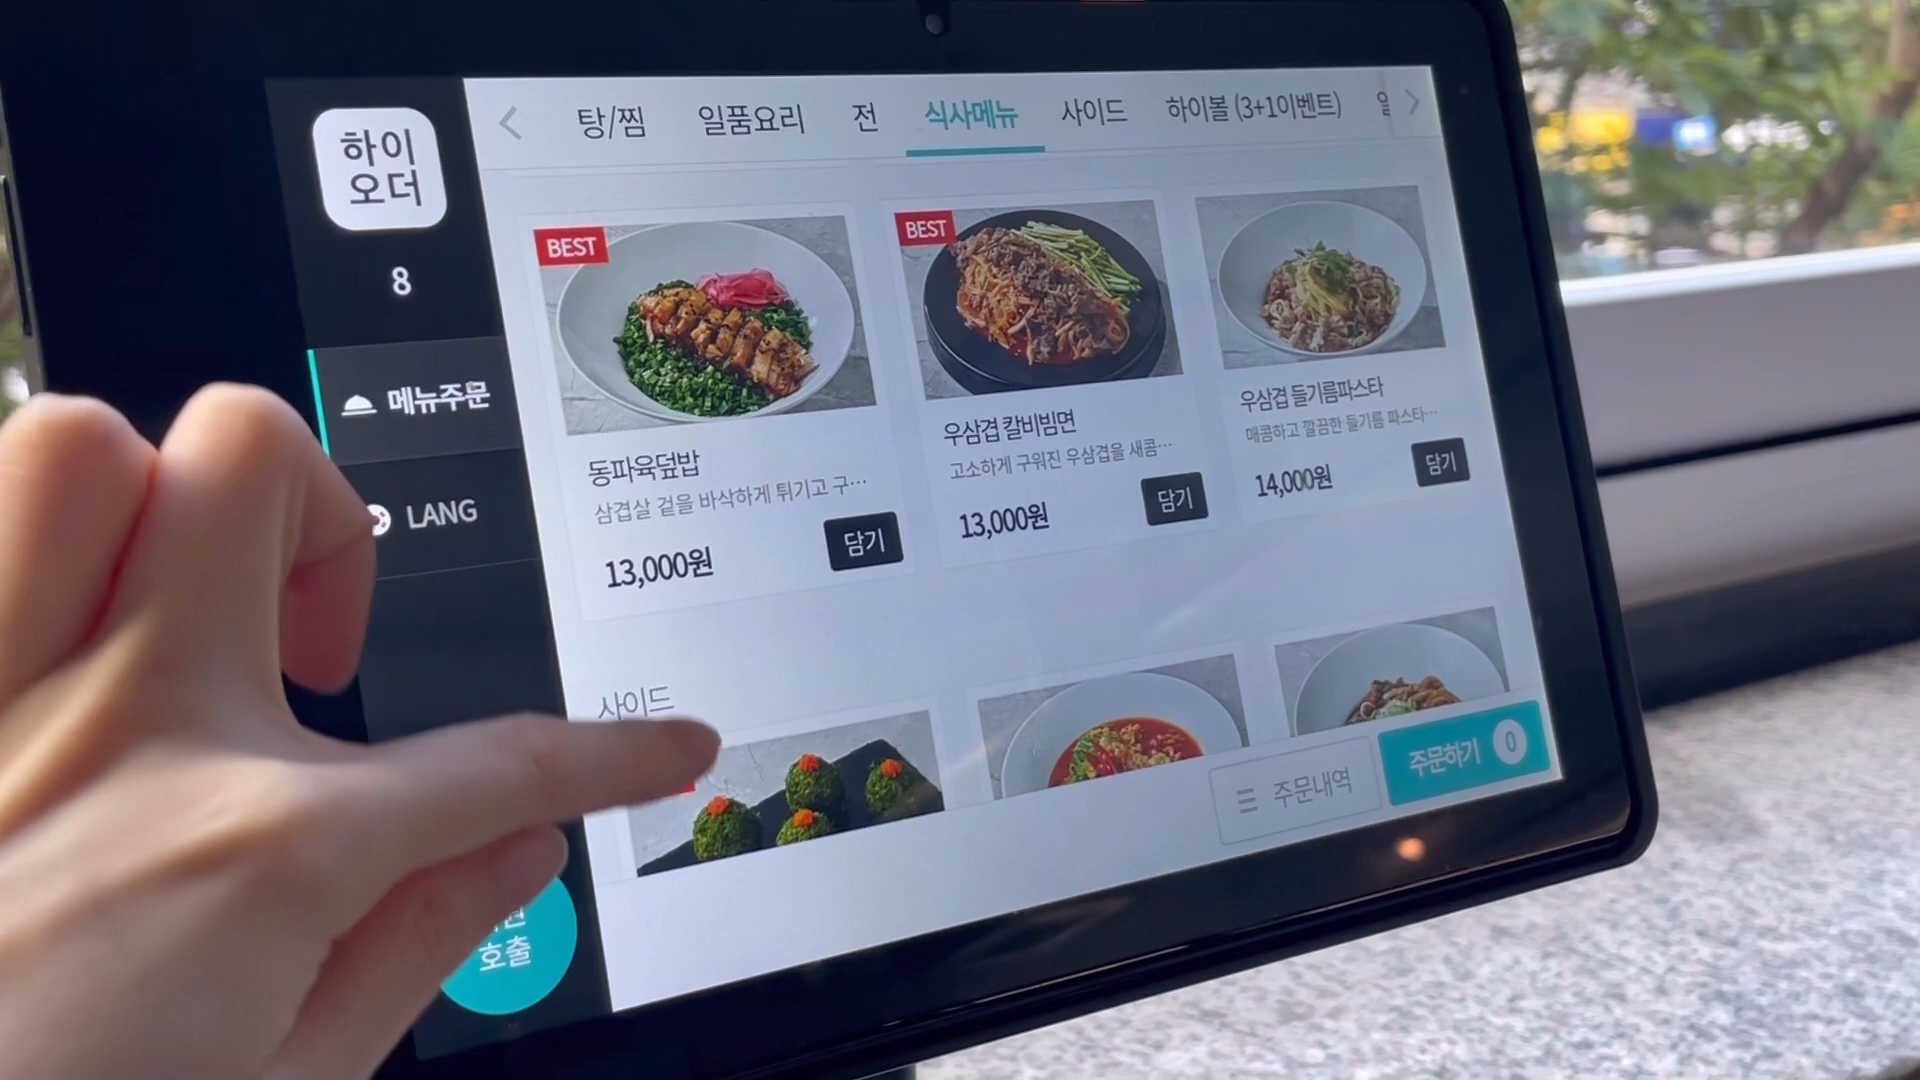 하이
오더
8
메뉴주문
LANG
호출
탕/찜
일품요리
전
식사메뉴
사이드
하이볼 (3+1이벤트)
BEST
동파육덮밥
삼겹살 겉을 바삭하게 튀기고 구…
13,000원
담기
BEST
우삼겹 칼비빔면
고소하게 구워진 우삼겹을 새콤…
13,000원
담기
우삼겹 들기름파스타
매콤하고 깔끔한 들기름 파스타…
14,000원
담기
사이드
주문내역
주문하기 0